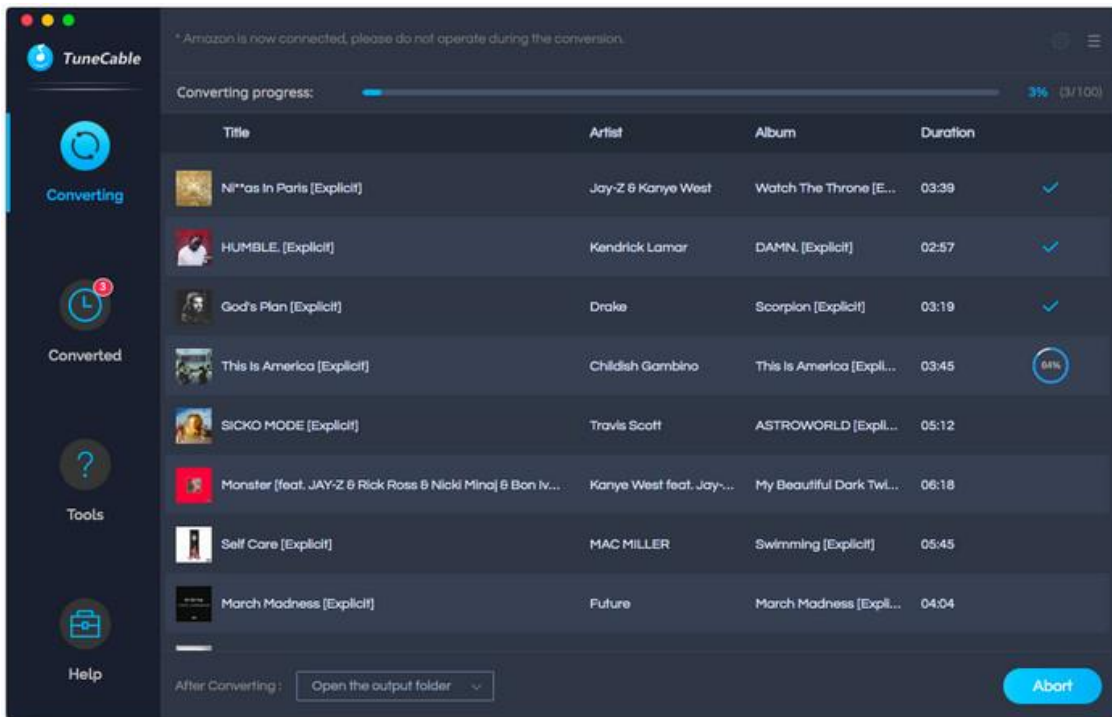 TuneCable
* Amazon is now connected, please do not operate during the conversion.
Converting progress: 3% (3/100)
Title Artist Album Duration
Ni**as In Paris [Explicit] Jay-Z & Kanye West Watch The Throne [E... 03:39
HUMBLE. [Explicit] Kendrick Lamar DAMN. [Explicit] 02:57
God's Plan [Explicit] Drake Scorpion [Explicit] 03:19
This Is America [Explicit] Childish Gambino This Is America [Expli... 03:45 84%
SICKO MODE [Explicit] Travis Scott ASTROWORLD [Expli... 05:12
Monster [feat. JAY-Z & Rick Ross & Nicki Minaj & Bon Iv... Kanye West feat. Jay-... My Beautiful Dark Twi... 06:18
Self Care [Explicit] MAC MILLER Swimming [Explicit] 05:45
March Madness [Explicit] Future March Madness [Expli... 04:04
Converting
3
Converted
?
Tools
Help
After Converting: Open the output folder
Abort